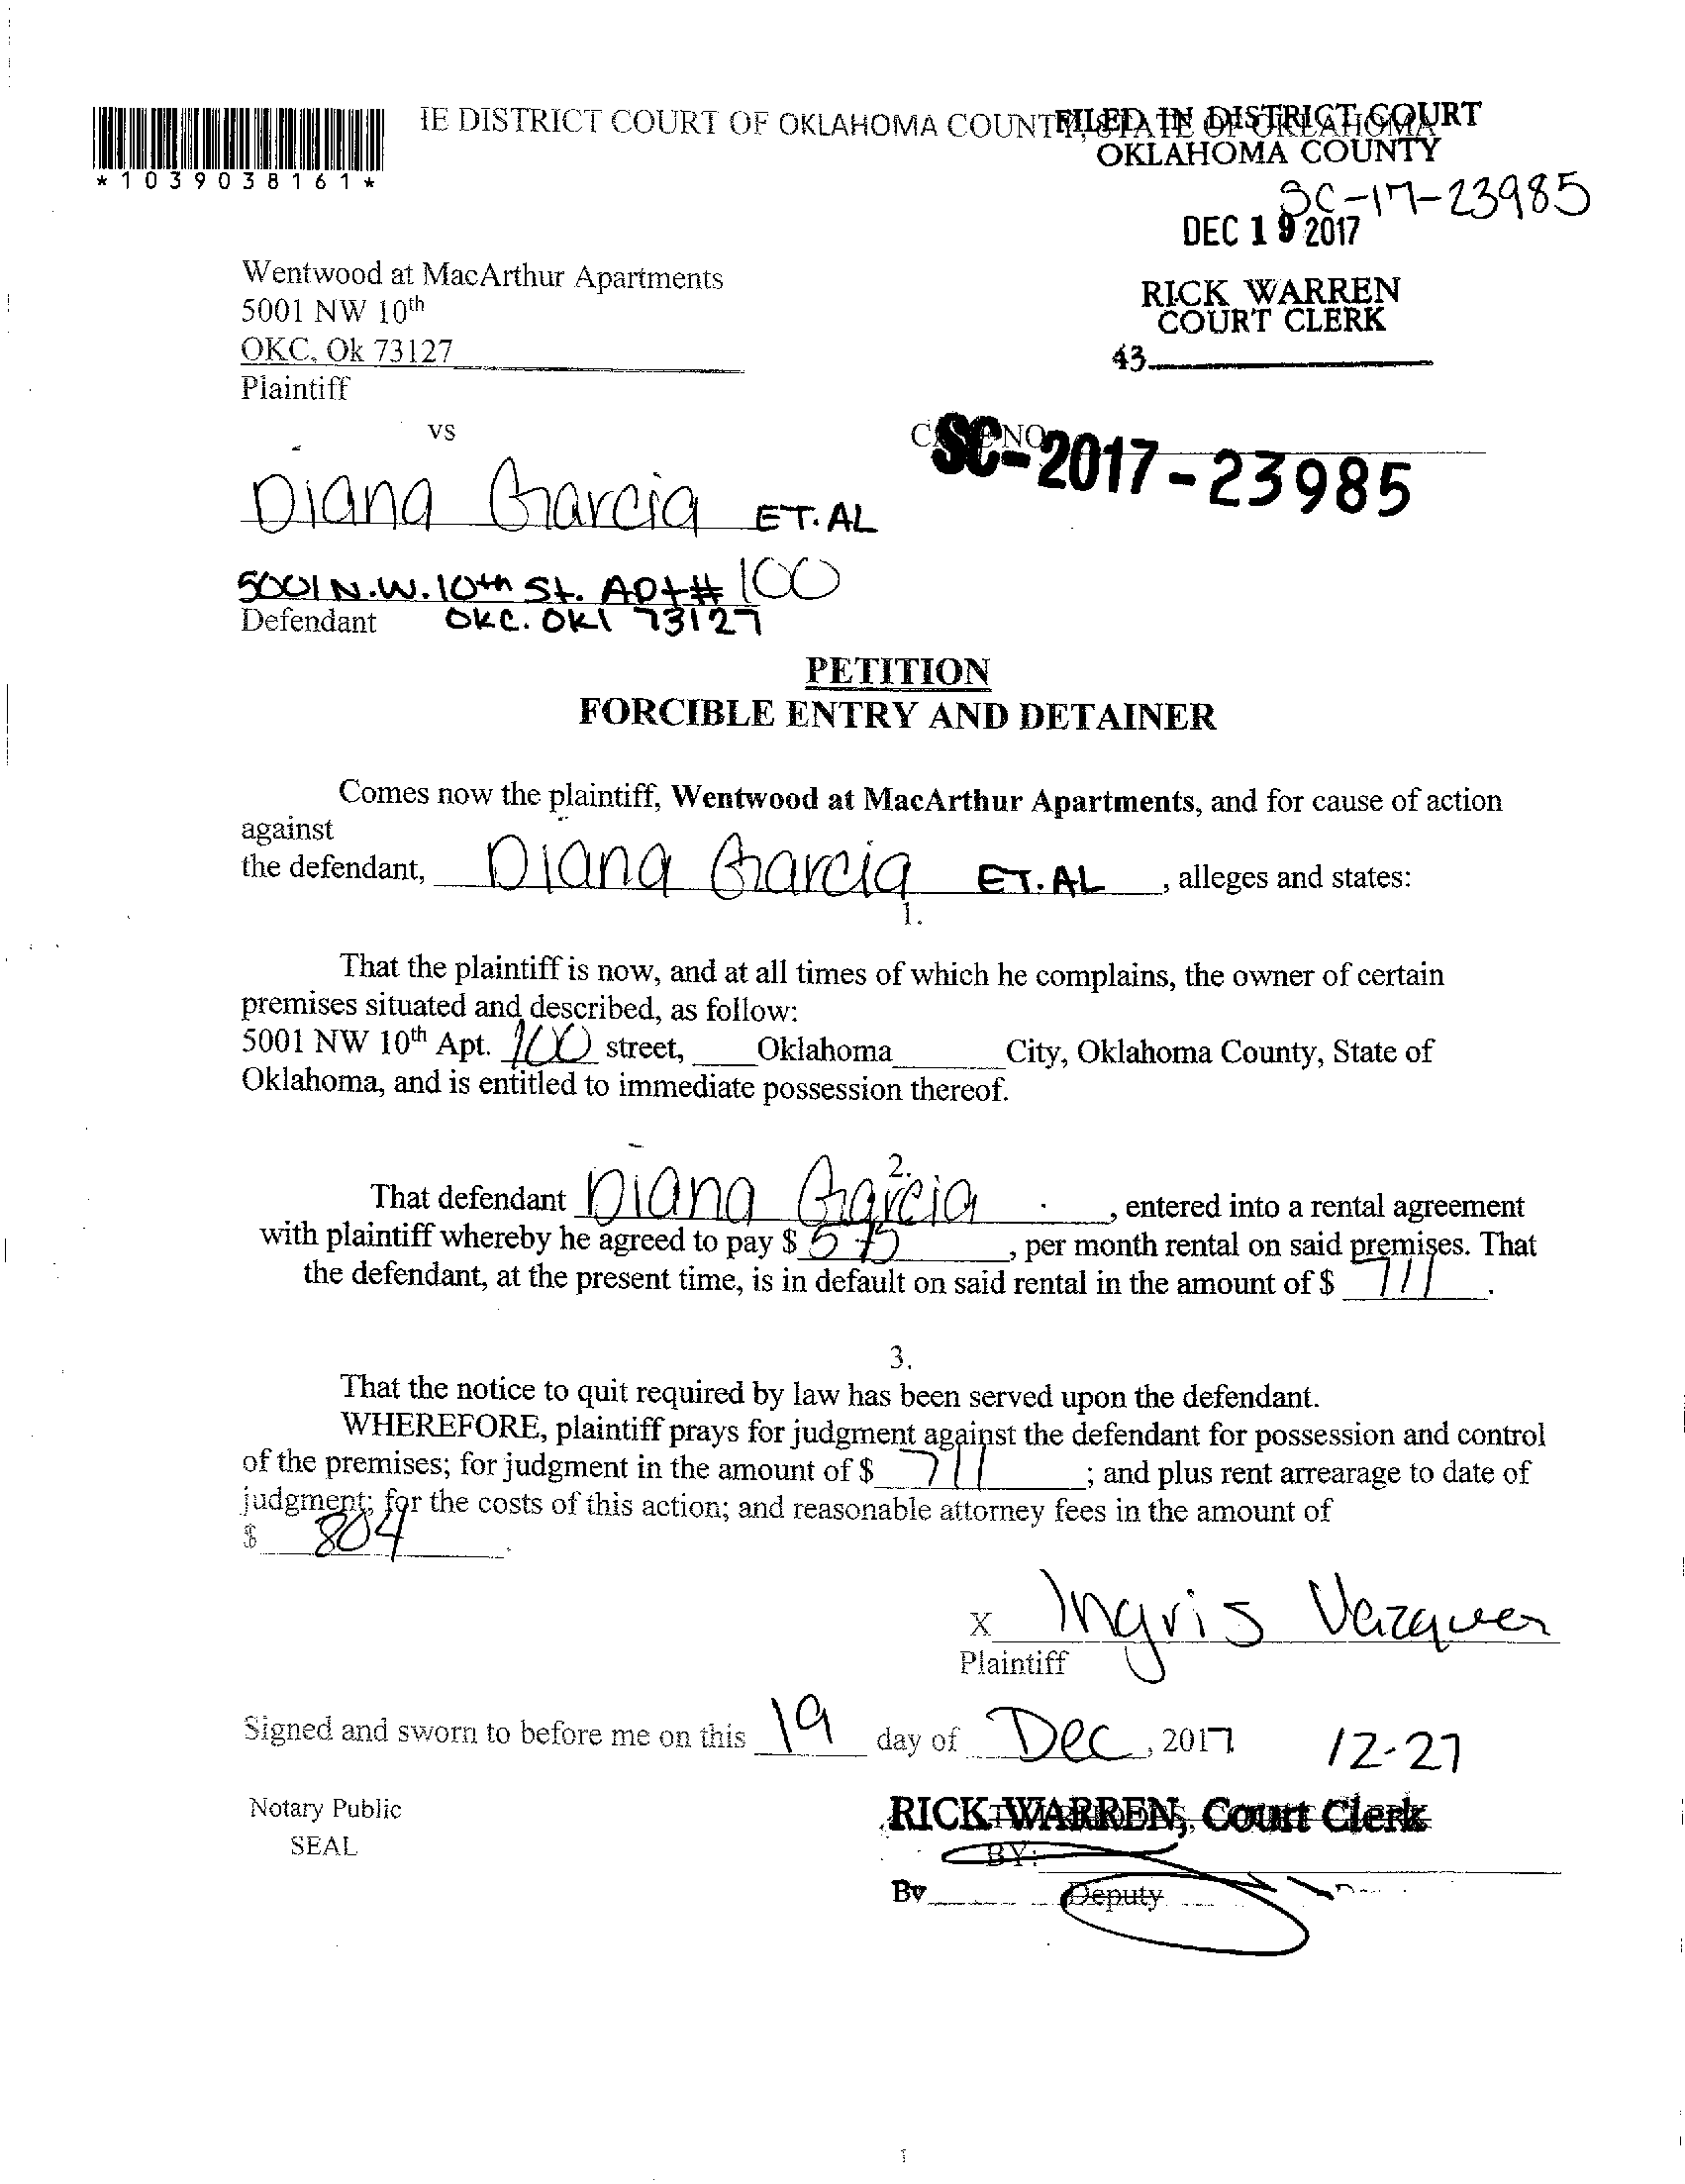 IE DISTRICT COURT OF OKLAHOMA COUNTY, STATE OF OKLAHOMA
FILED IN DISTRICT COURT
OKLAHOMA COUNTY
*1039038161*
SC-17-23985
DEC 19 2017
Wentwood at MacArthur Apartments
5001 NW 10th
OKC, Ok 73127
Plaintiff
RICK WARREN
COURT CLERK
43
vs
CASE NO.
SC-2017-23985
Diana Garcia ET.AL
5001 N.W. 10th St. Apt# 100
Defendant OKC. Okl 73127
PETITION
FORCIBLE ENTRY AND DETAINER
Comes now the plaintiff, Wentwood at MacArthur Apartments, and for cause of action
against
the defendant, Diana Garcia ET.AL , alleges and states:
1.
That the plaintiff is now, and at all times of which he complains, the owner of certain
premises situated and described, as follow:
5001 NW 10th Apt. 100 street, Oklahoma City, Oklahoma County, State of
Oklahoma, and is entitled to immediate possession thereof.
2.
That defendant Diana Garcia , entered into a rental agreement
with plaintiff whereby he agreed to pay $ 575 , per month rental on said premises. That
the defendant, at the present time, is in default on said rental in the amount of $ 711 .
3.
That the notice to quit required by law has been served upon the defendant.
WHEREFORE, plaintiff prays for judgment against the defendant for possession and control
of the premises; for judgment in the amount of $ 711 ; and plus rent arrearage to date of
judgment; for the costs of this action; and reasonable attorney fees in the amount of
$ 804 .
X Ingris Vazquez
Plaintiff
Signed and sworn to before me on this 19 day of Dec , 2017 12-27
Notary Public
SEAL
RICK WARREN, Court Clerk
BY:
By Deputy
1